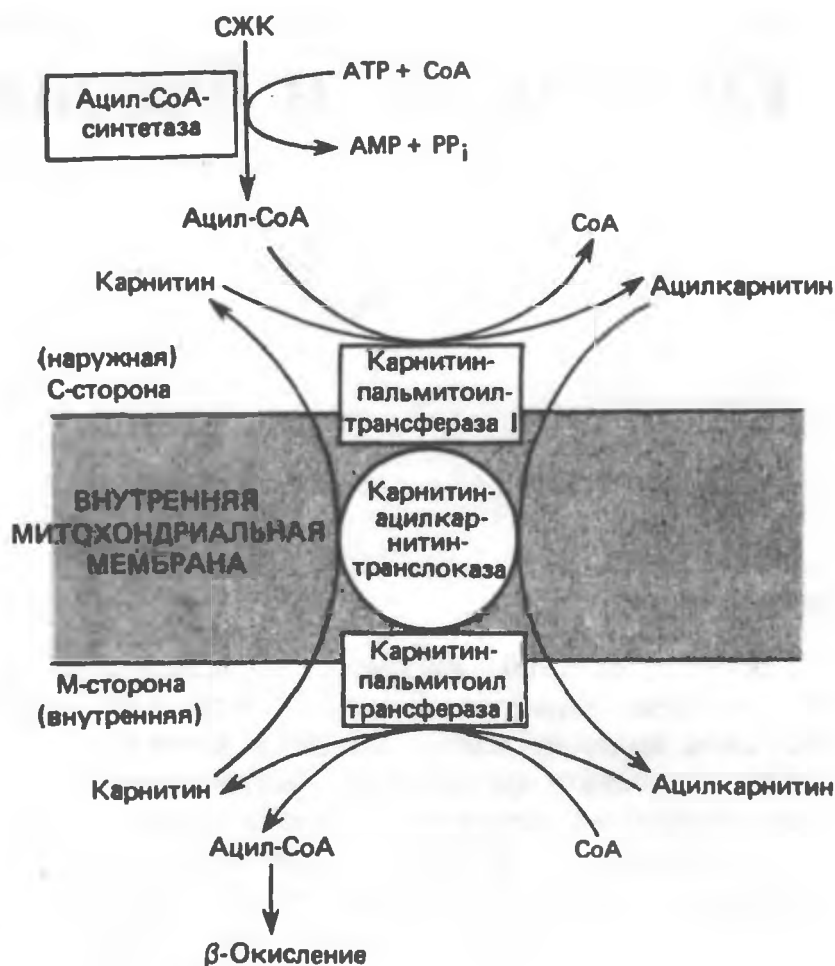 СЖК
ATP + CoA
Ацил-CoA-
синтетаза
AMP + PPi
Ацил-CoA
CoA
Карнитин
Ацилкарнитин
(наружная)
С-сторона
Карнитин-
пальмитоил-
трансфераза I
ВНУТРЕННЯЯ
МИТОХОНДРИАЛЬНАЯ
МЕМБРАНА
Карнитин-
ацилкар-
нитин-
транслоказа
М-сторона
(внутренняя)
Карнитин-
пальмитоил
трансфераза II
Карнитин
Ацилкарнитин
Ацил-CoA
CoA
β-Окисление